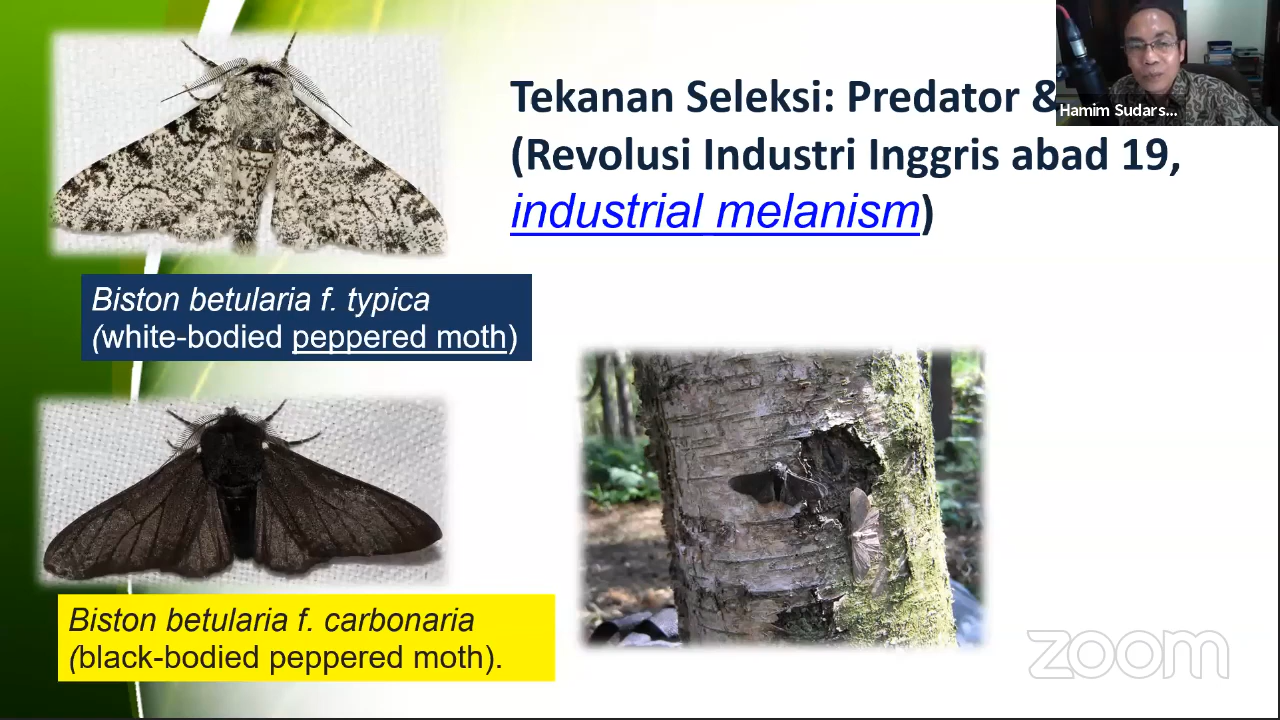 Tekanan Seleksi: Predator &
(Revolusi Industri Inggris abad 19,
industrial melanism)
Hamim Sudars...
Biston betularia f. typica
(white-bodied peppered moth)
Biston betularia f. carbonaria
(black-bodied peppered moth).
zoom